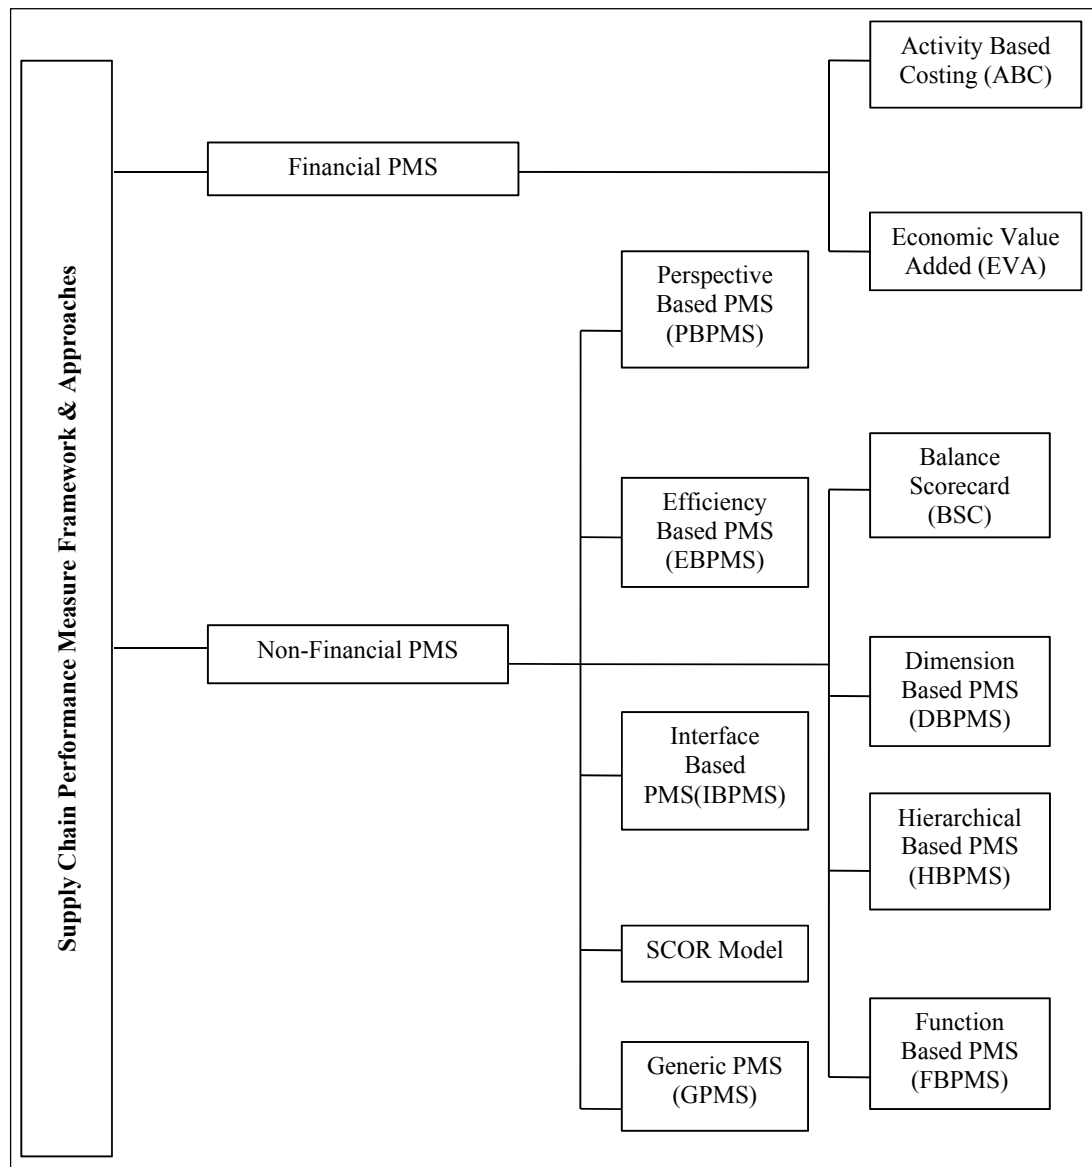 Supply Chain Performance Measure Framework & Approaches
Financial PMS
Activity Based
Costing (ABC)
Economic Value
Added (EVA)
Non-Financial PMS
Perspective
Based PMS
(PBPMS)
Efficiency
Based PMS
(EBPMS)
Interface
Based
PMS(IBPMS)
SCOR Model
Generic PMS
(GPMS)
Balance
Scorecard
(BSC)
Dimension
Based PMS
(DBPMS)
Hierarchical
Based PMS
(HBPMS)
Function
Based PMS
(FBPMS)